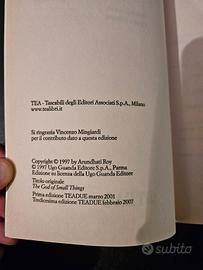 TEA - Tascabili degli Editori Associati S.p.A., Milano
www.tealibri.it
Si ringrazia Vincenzo Mingiardi
per il contributo dato a questa edizione
Copyright © 1997 by Arundhati Roy
© 1997 Ugo Guanda Editore S.p.A., Parma
Edizione su licenza della Ugo Guanda Editore
Titolo originale
The God of Small Things
Prima edizione TEADUE marzo 2001
Tredicesima edizione TEADUE febbraio 2007
subito